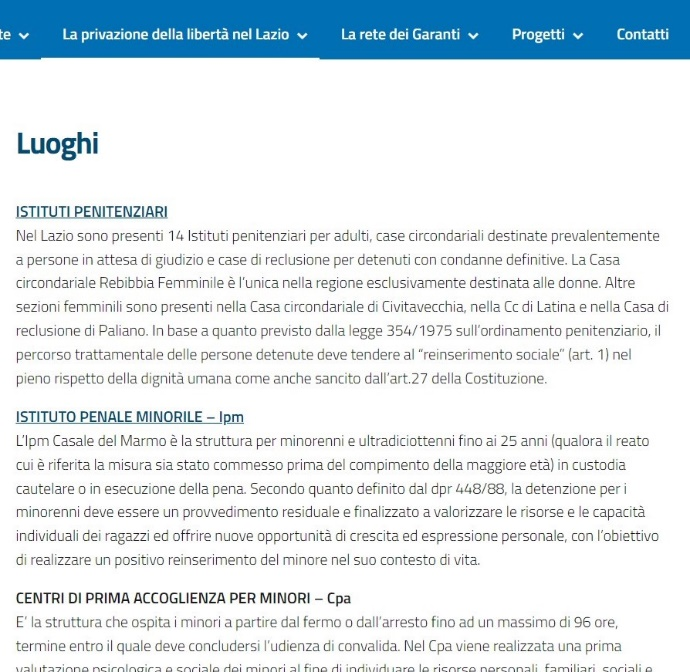 te
La privazione della libertà nel Lazio
La rete dei Garanti
Progetti
Contatti
Luoghi
ISTITUTI PENITENZIARI
Nel Lazio sono presenti 14 Istituti penitenziari per adulti, case circondariali destinate prevalentemente
a persone in attesa di giudizio e case di reclusione per detenuti con condanne definitive. La Casa
circondariale Rebibbia Femminile è l'unica nella regione esclusivamente destinata alle donne. Altre
sezioni femminili sono presenti nella Casa circondariale di Civitavecchia, nella Cc di Latina e nella Casa di
reclusione di Paliano. In base a quanto previsto dalla legge 354/1975 sull'ordinamento penitenziario, il
percorso trattamentale delle persone detenute deve tendere al “reinserimento sociale” (art. 1) nel
pieno rispetto della dignità umana come anche sancito dall'art.27 della Costituzione.
ISTITUTO PENALE MINORILE – Ipm
L'Ipm Casale del Marmo è la struttura per minorenni e ultradiciottenni fino ai 25 anni (qualora il reato
cui è riferita la misura sia stato commesso prima del compimento della maggiore età) in custodia
cautelare o in esecuzione della pena. Secondo quanto definito dal dpr 448/88, la detenzione per i
minorenni deve essere un provvedimento residuale e finalizzato a valorizzare le risorse e le capacità
individuali dei ragazzi ed offrire nuove opportunità di crescita ed espressione personale, con l'obiettivo
di realizzare un positivo reinserimento del minore nel suo contesto di vita.
CENTRI DI PRIMA ACCOGLIENZA PER MINORI – Cpa
E' la struttura che ospita i minori a partire dal fermo o dall'arresto fino ad un massimo di 96 ore,
termine entro il quale deve concludersi l'udienza di convalida. Nel Cpa viene realizzata una prima
valutazione psicologica e sociale dei minori al fine di individuare le risorse personali, familiari, sociali e